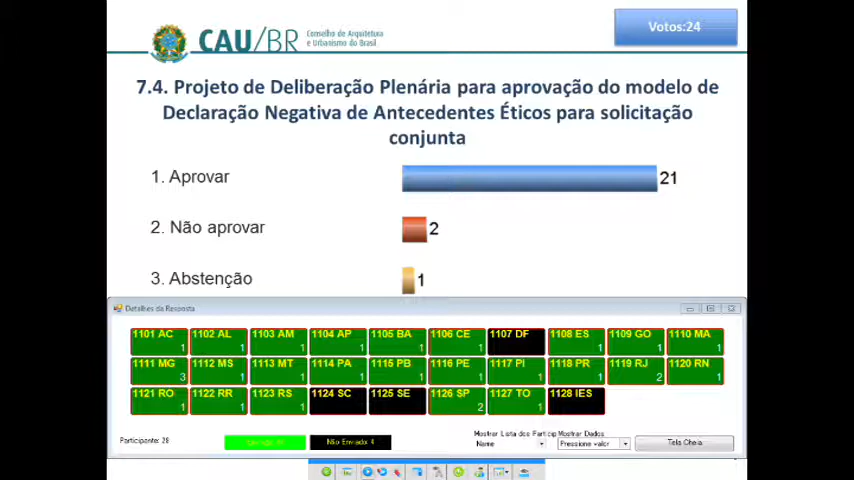 CAU/BR
Conselho de Arquitetura
e Urbanismo do Brasil
Votos:24
7.4. Projeto de Deliberação Plenária para aprovação do modelo de
Declaração Negativa de Antecedentes Éticos para solicitação
conjunta
1. Aprovar 21
2. Não aprovar 2
3. Abstenção 1
Detalhes da Resposta
1101 AC 1 1102 AL 1 1103 AM 1 1104 AP 1 1105 BA 1 1106 CE 1 1107 DF 1108 ES 1 1109 GO 1 1110 MA 1
1111 MG 3 1112 MS 1 1113 MT 1 1114 PA 1 1115 PB 1 1116 PE 1 1117 PI 1 1118 PR 1 1119 RJ 2 1120 RN 1
1121 RO 1 1122 RR 1 1123 RS 1 1124 SC 1125 SE 1126 SP 2 1127 TO 1 1128 IES
Participante: 28
Não Enviado 4
Mostrar Lista dos Particip Mostrar Dados
Name
Pressione valor
Tela Cheia